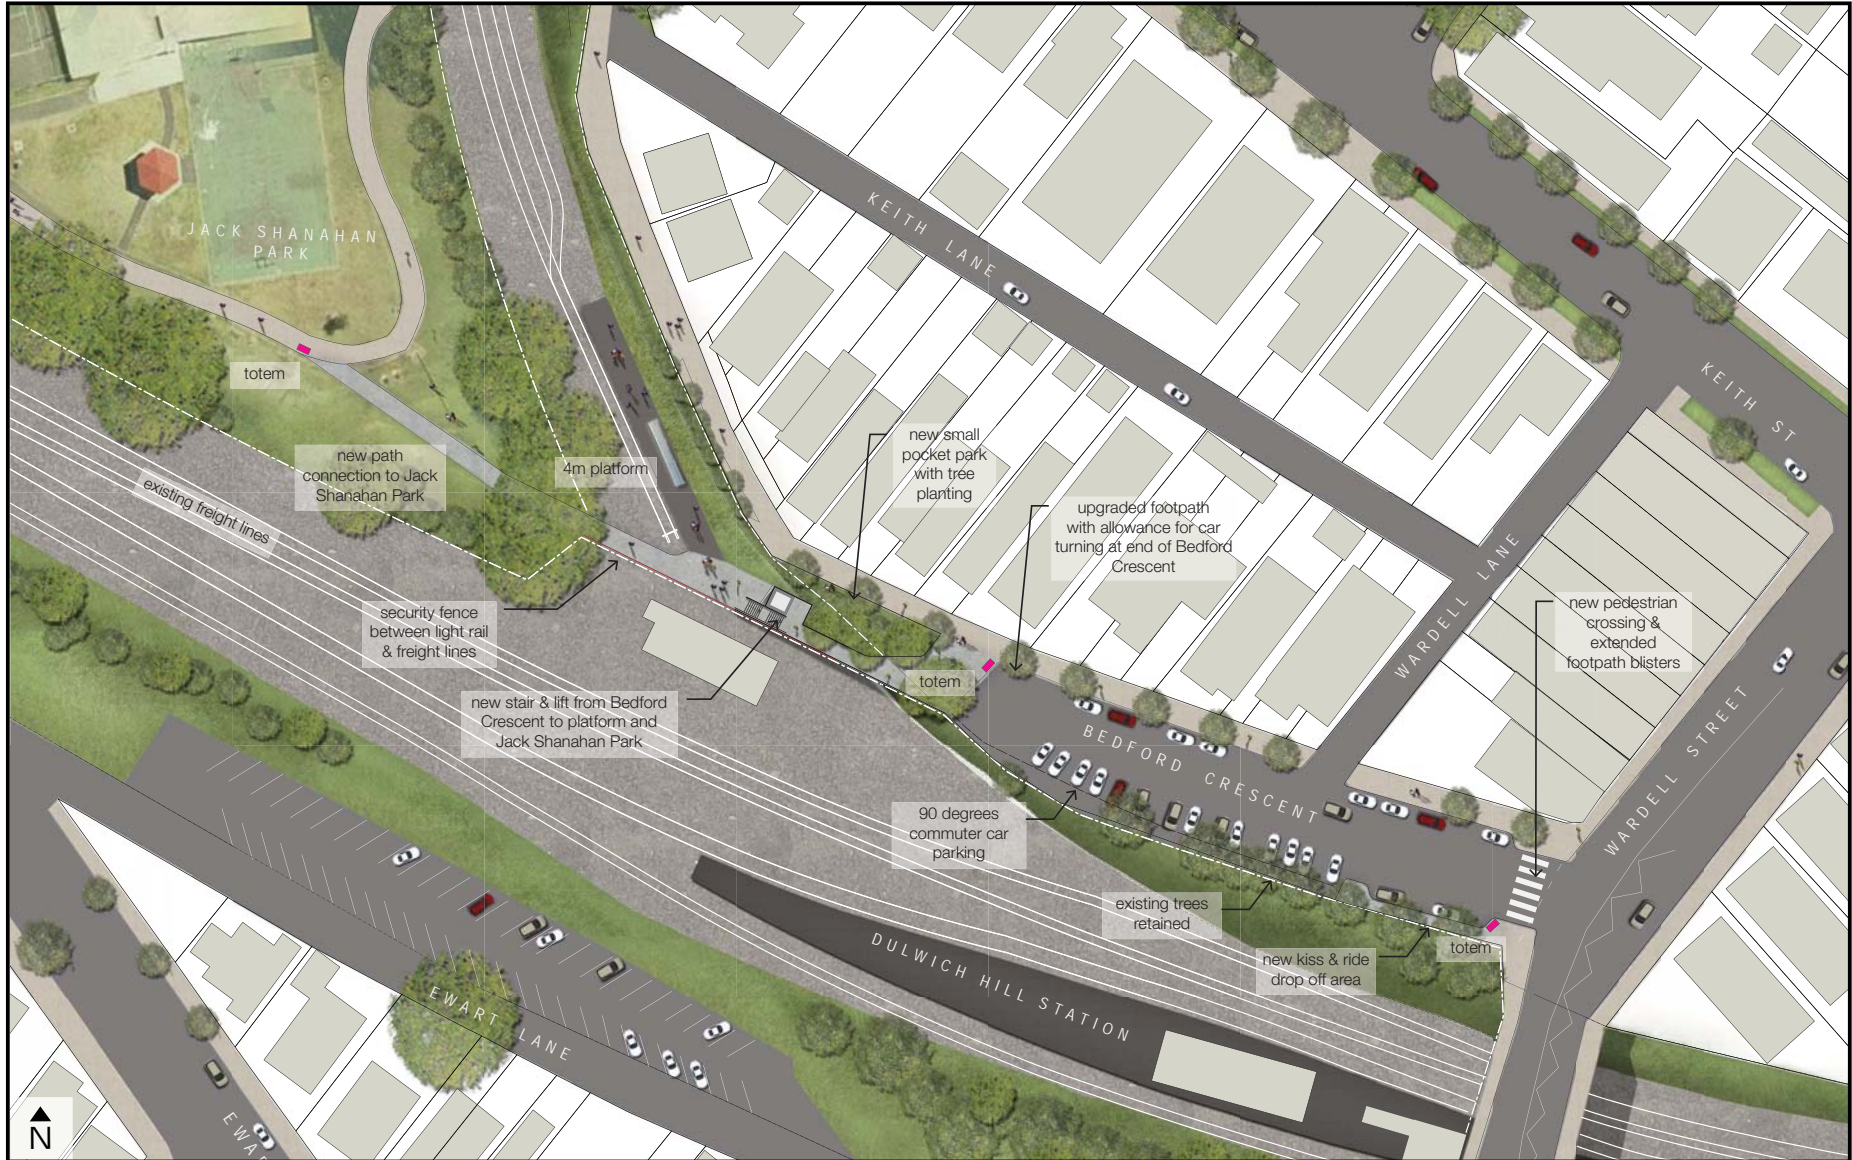 JACK SHANAHAN
PARK
KEITH LANE
KEITH ST
totem
new path
connection to Jack
Shanahan Park
4m platform
new small
pocket park
with tree
planting
upgraded footpath
with allowance for car
turning at end of Bedford
Crescent
existing freight lines
WARDELL LANE
security fence
between light rail
& freight lines
new pedestrian
crossing &
extended
footpath blisters
new stair & lift from Bedford
Crescent to platform and
Jack Shanahan Park
totem
BEDFORD CRESCENT
WARDELL STREET
90 degrees
commuter car
parking
existing trees
retained
totem
new kiss & ride
drop off area
DULWICH HILL STATION
EWART LANE
EWA
N